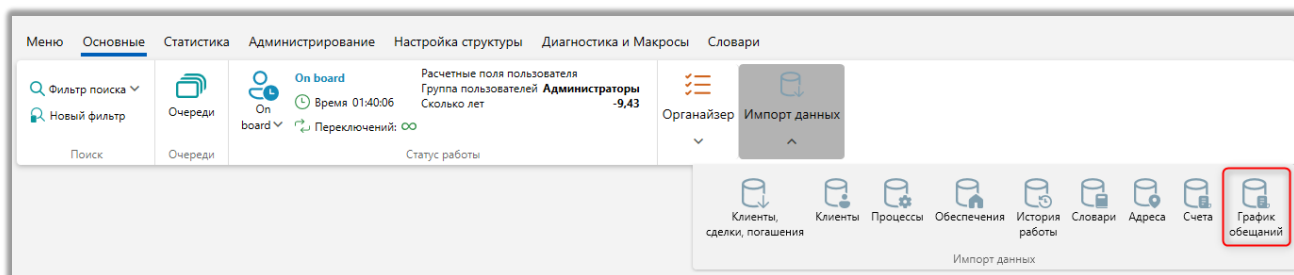 Меню Основные Статистика Администрирование Настройка структуры Диагностика и Макросы Словари
Фильтр поиска
Новый фильтр
Поиск
Очереди
Очереди
On
board
On board
Время 01:40:06
Переключений: ∞
Расчетные поля пользователя
Группа пользователей Администраторы
Сколько лет -9,43
Статус работы
Органайзер
Импорт данных
Клиенты,
сделки, погашения
Клиенты
Процессы
Обеспечения
История
работы
Словари
Адреса
Счета
График
обещаний
Импорт данных